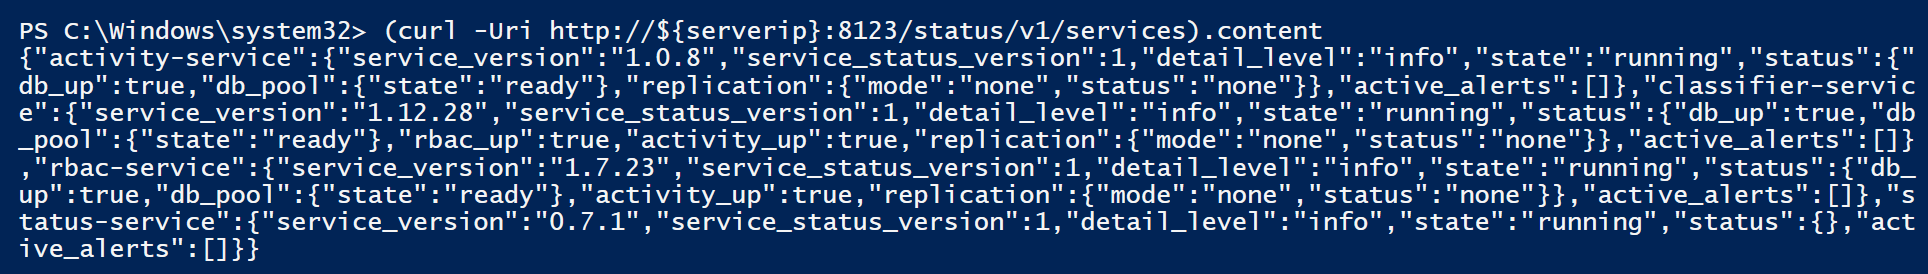 PS C:\Windows\system32> (curl -Uri http://${serverip}:8123/status/v1/services).content
{"activity-service":{"service_version":"1.0.8","service_status_version":1,"detail_level":"info","state":"running","status":{"
db_up":true,"db_pool":{"state":"ready"},"replication":{"mode":"none","status":"none"}},"active_alerts":[]},"classifier-servic
e":{"service_version":"1.12.28","service_status_version":1,"detail_level":"info","state":"running","status":{"db_up":true,"db
_pool":{"state":"ready"},"rbac_up":true,"activity_up":true,"replication":{"mode":"none","status":"none"}},"active_alerts":[]}
,"rbac-service":{"service_version":"1.7.23","service_status_version":1,"detail_level":"info","state":"running","status":{"db_
up":true,"db_pool":{"state":"ready"},"activity_up":true,"replication":{"mode":"none","status":"none"}},"active_alerts":[]},"s
tatus-service":{"service_version":"0.7.1","service_status_version":1,"detail_level":"info","state":"running","status":{},"act
ive_alerts":[]}}